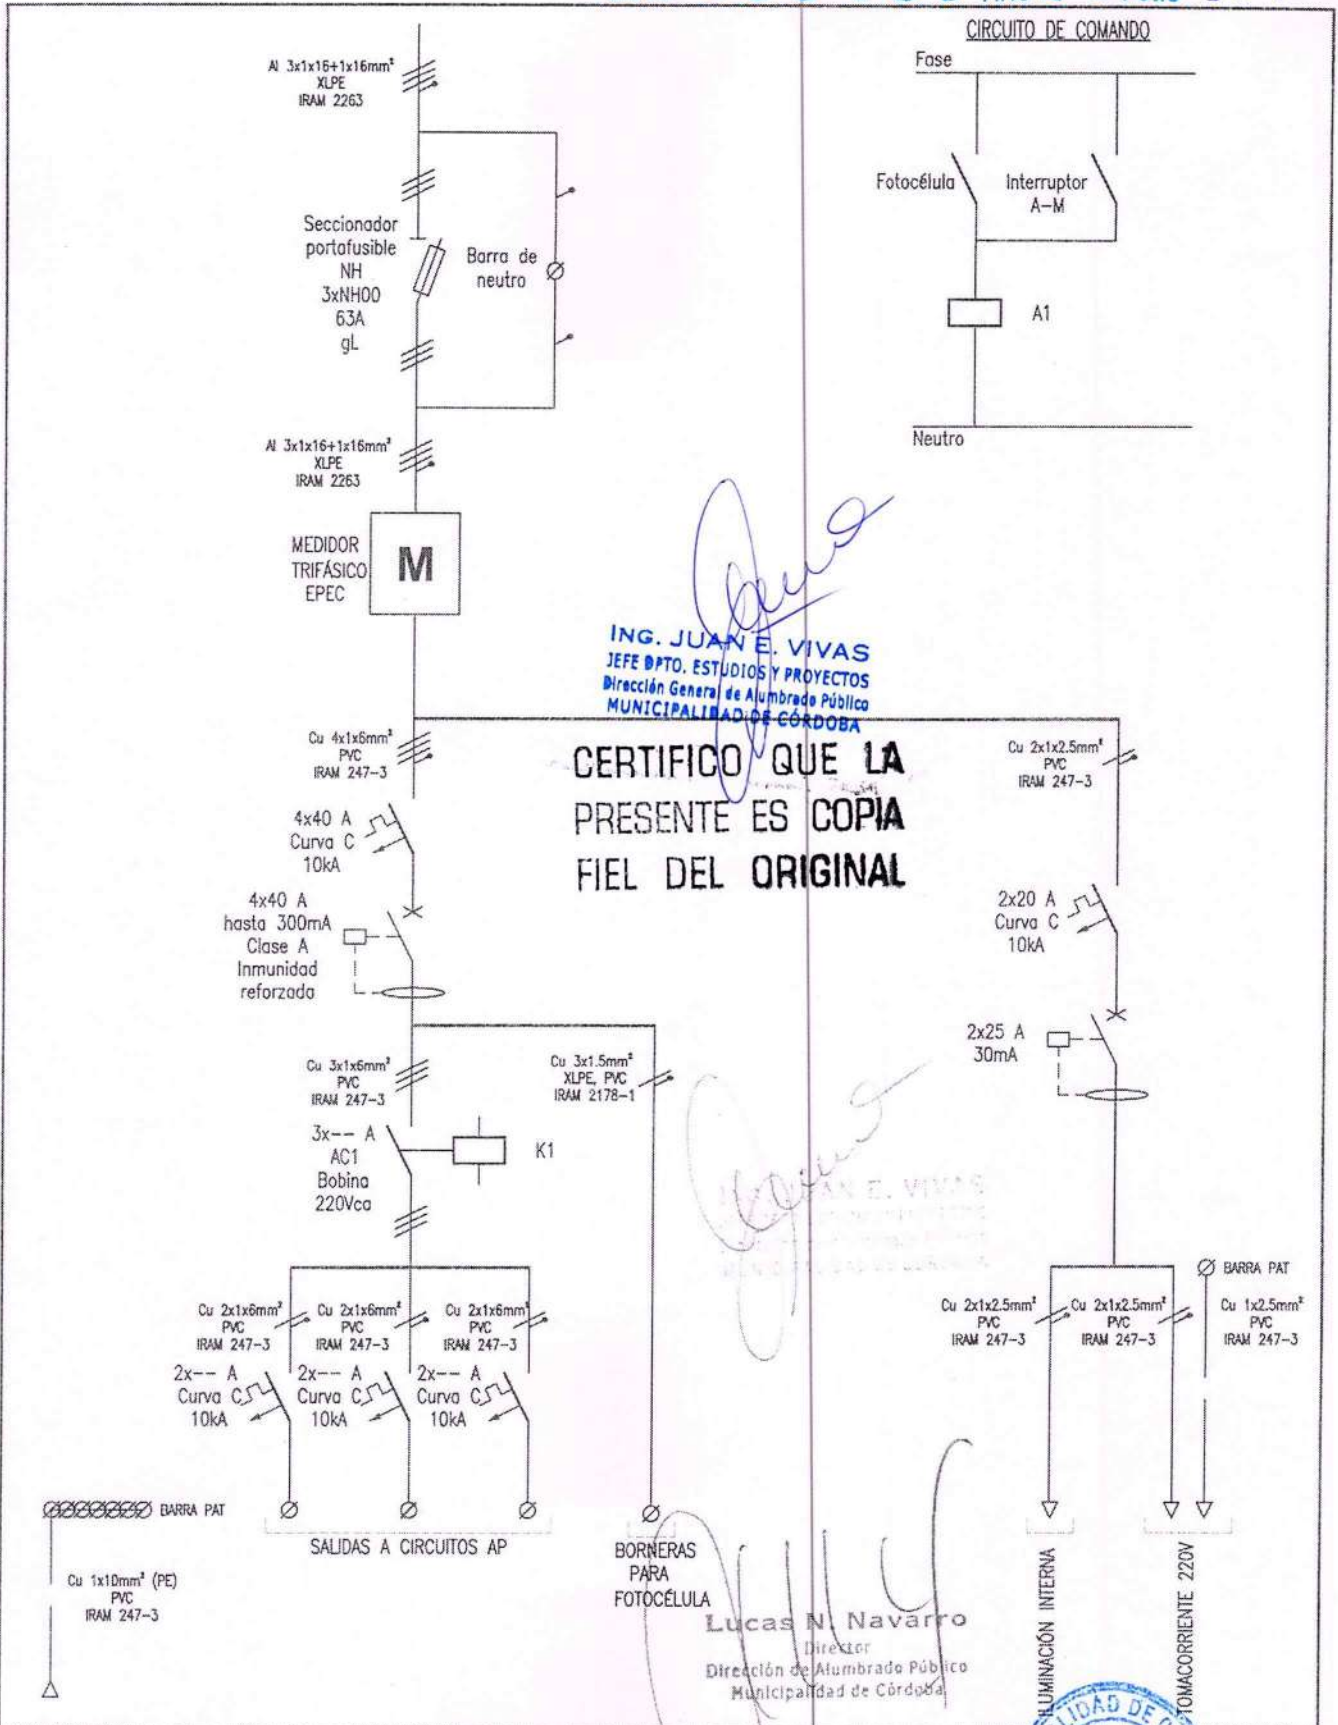 CIRCUITO DE COMANDO
Fase
Fotocélula
Interruptor
A-M
A1
Neutro
Al 3x1x16+1x16mm²
XLPE
IRAM 2263
Seccionador
portafusible
NH
3xNH00
63A
gL
Barra de
neutro
Al 3x1x16+1x16mm²
XLPE
IRAM 2263
MEDIDOR
TRIFÁSICO
EPEC
M
ING. JUAN E. VIVAS
JEFE DPTO. ESTUDIOS Y PROYECTOS
Dirección General de Alumbrado Público
MUNICIPALIDAD DE CÓRDOBA
CERTIFICO QUE LA
PRESENTE ES COPIA
FIEL DEL ORIGINAL
Cu 4x1x6mm²
PVC
IRAM 247-3
4x40 A
Curva C
10kA
4x40 A
hasta 300mA
Clase A
Inmunidad
reforzada
Cu 3x1x6mm²
PVC
IRAM 247-3
Cu 3x1.5mm²
XLPE, PVC
IRAM 2178-1
3x-- A
AC1
Bobina
220Vca
K1
Cu 2x1x6mm²
PVC
IRAM 247-3
Cu 2x1x6mm²
PVC
IRAM 247-3
Cu 2x1x6mm²
PVC
IRAM 247-3
2x-- A
Curva C
10kA
2x-- A
Curva C
10kA
2x-- A
Curva C
10kA
BARRA PAT
Cu 1x10mm² (PE)
PVC
IRAM 247-3
SALIDAS A CIRCUITOS AP
BORNERAS
PARA
FOTOCÉLULA
Cu 2x1x2.5mm²
PVC
IRAM 247-3
2x20 A
Curva C
10kA
2x25 A
30mA
E. VIVAS
BARRA PAT
Cu 2x1x2.5mm²
PVC
IRAM 247-3
Cu 2x1x2.5mm²
PVC
IRAM 247-3
Cu 1x2.5mm²
PVC
IRAM 247-3
ILUMINACIÓN INTERNA
TOMACORRIENTE 220V
Lucas N. Navarro
Director
Dirección de Alumbrado Público
Municipalidad de Córdoba
DE